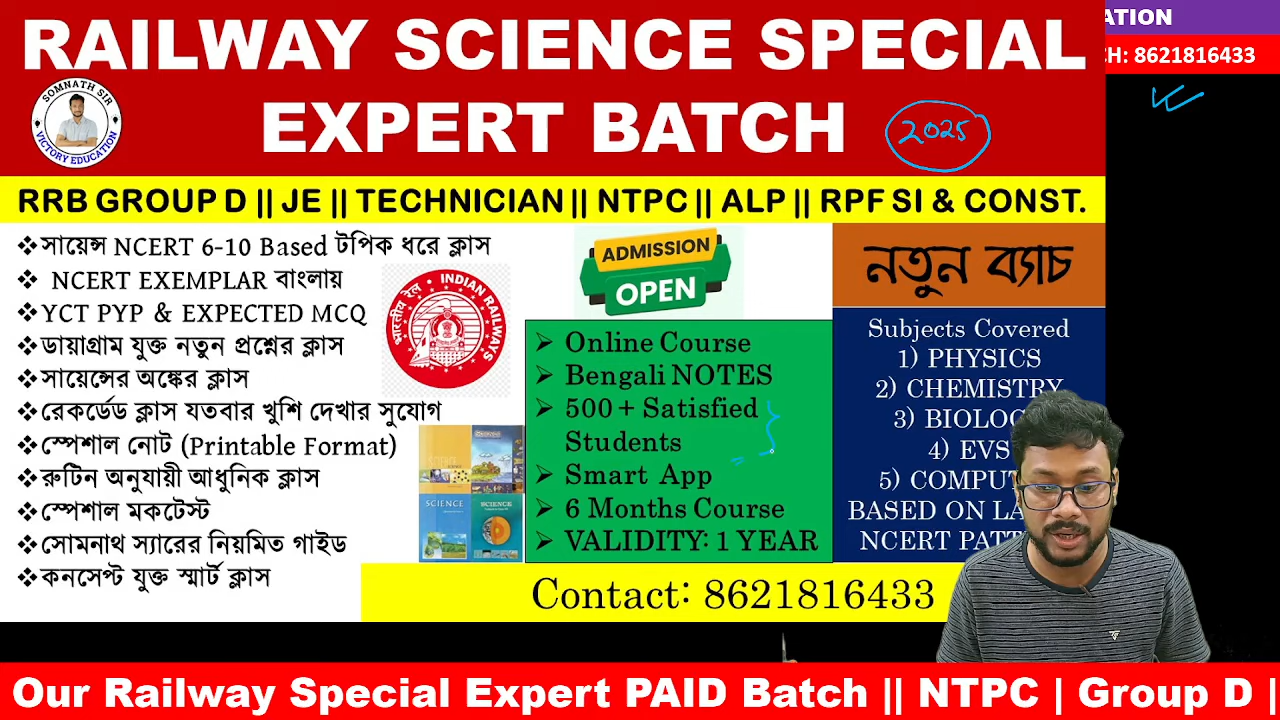 RAILWAY SCIENCE SPECIAL
EXPERT BATCH 2025
ATION
CH: 8621816433
SOMNATH SIR
VICTORY EDUCATION
RRB GROUP D || JE || TECHNICIAN || NTPC || ALP || RPF SI & CONST.
❖সায়েন্স NCERT 6-10 Based টপিক ধরে ক্লাস
❖ NCERT EXEMPLAR বাংলায়
❖YCT PYP & EXPECTED MCQ
❖ডায়াগ্রাম যুক্ত নতুন প্রশ্নের ক্লাস
❖সায়েন্সের অঙ্কের ক্লাস
❖রেকর্ডেড ক্লাস যতবার খুশি দেখার সুযোগ
❖স্পেশাল নোট (Printable Format)
❖রুটিন অনুযায়ী আধুনিক ক্লাস
❖স্পেশাল মকটেস্ট
❖সোমনাথ স্যারের নিয়মিত গাইড
❖কনসেপ্ট যুক্ত স্মার্ট ক্লাস
भारतीय रेल • INDIAN RAILWAYS
SCIENCE
SCIENCE
ADMISSION
OPEN
➢ Online Course
➢ Bengali NOTES
➢ 500 + Satisfied
Students
➢ Smart App
➢ 6 Months Course
➢ VALIDITY: 1 YEAR
নতুন ব্যাচ
Subjects Covered
1) PHYSICS
2) CHEMISTRY
3) BIOLOG
4) EVS
5) COMPUT
BASED ON LA
NCERT PATT
Contact: 8621816433
Our Railway Special Expert PAID Batch || NTPC | Group D |